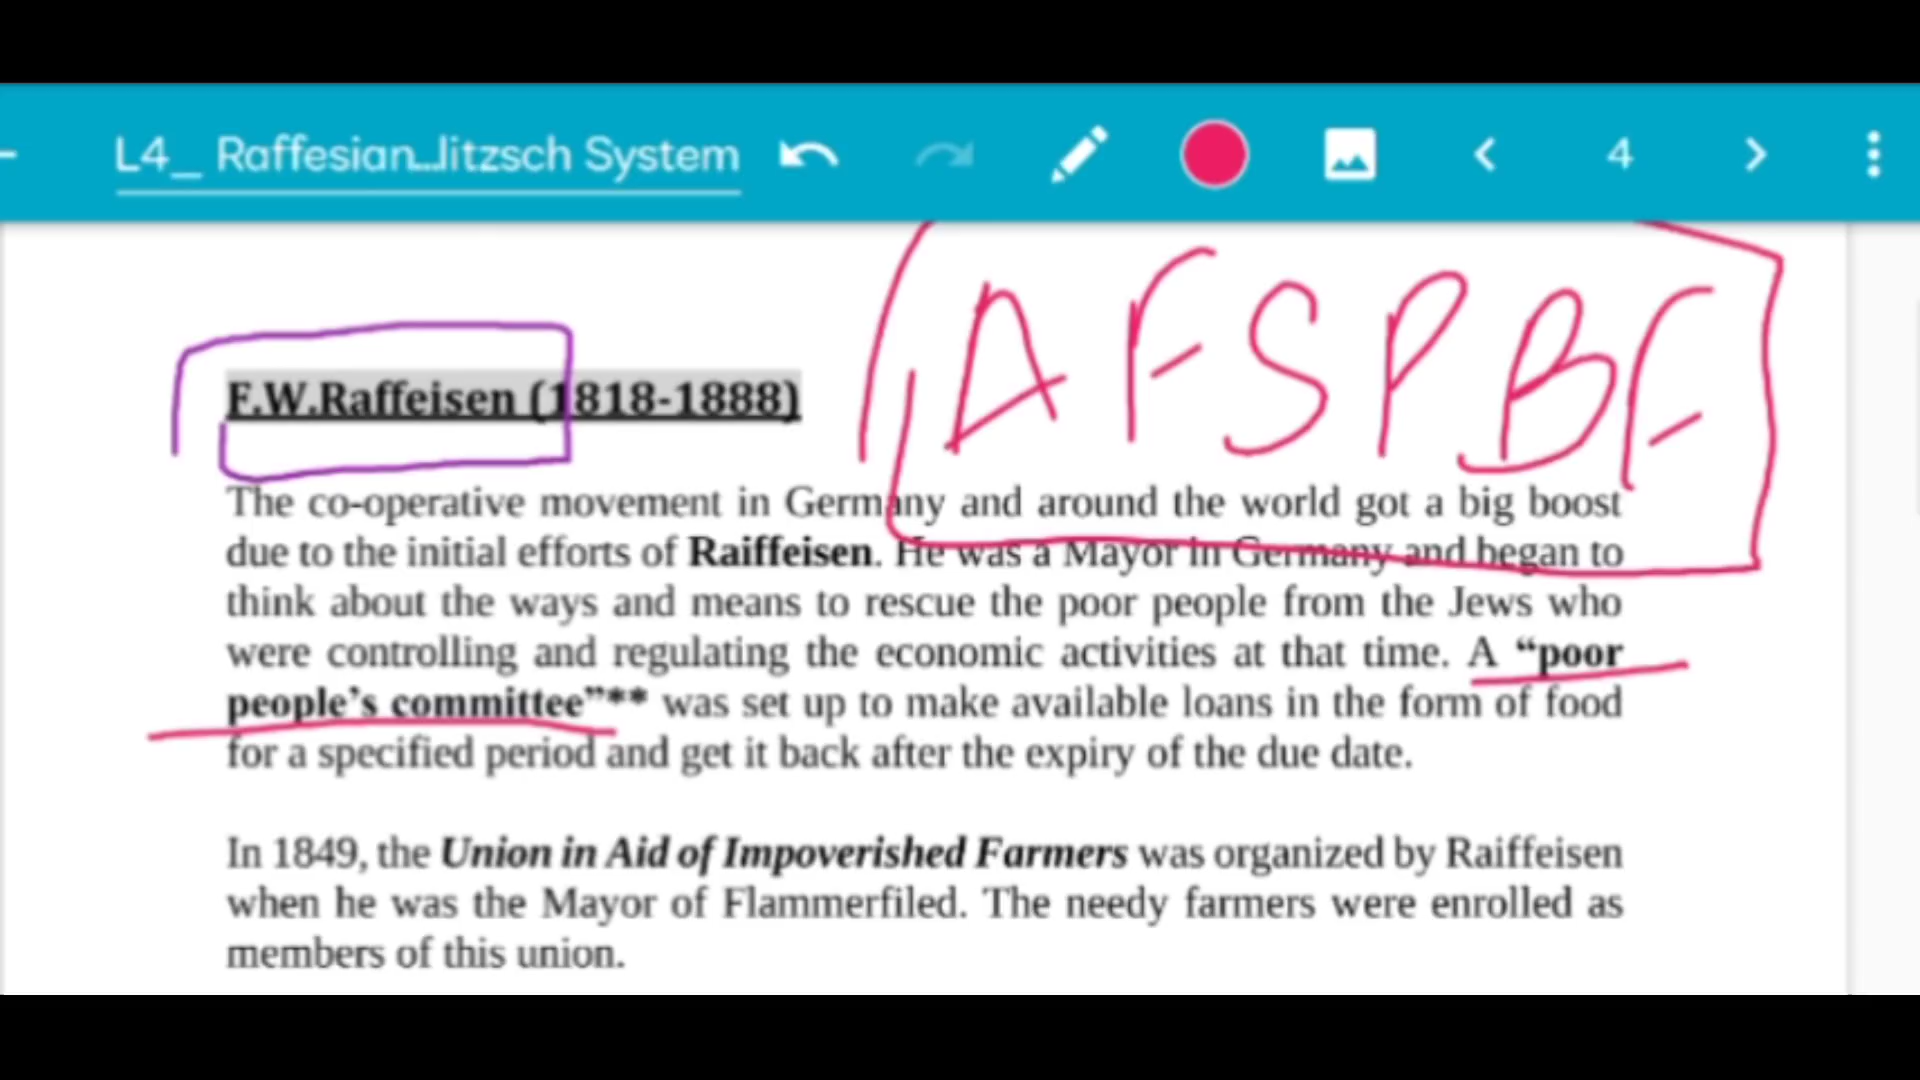 L4_ Raffesian...litzsch System
4
A F S P B F
F.W.Raffeisen (1818-1888)
The co-operative movement in Germany and around the world got a big boost
due to the initial efforts of Raiffeisen. He was a Mayor in Germany and began to
think about the ways and means to rescue the poor people from the Jews who
were controlling and regulating the economic activities at that time. A “poor
people’s committee”** was set up to make available loans in the form of food
for a specified period and get it back after the expiry of the due date.
In 1849, the Union in Aid of Impoverished Farmers was organized by Raiffeisen
when he was the Mayor of Flammerfiled. The needy farmers were enrolled as
members of this union.